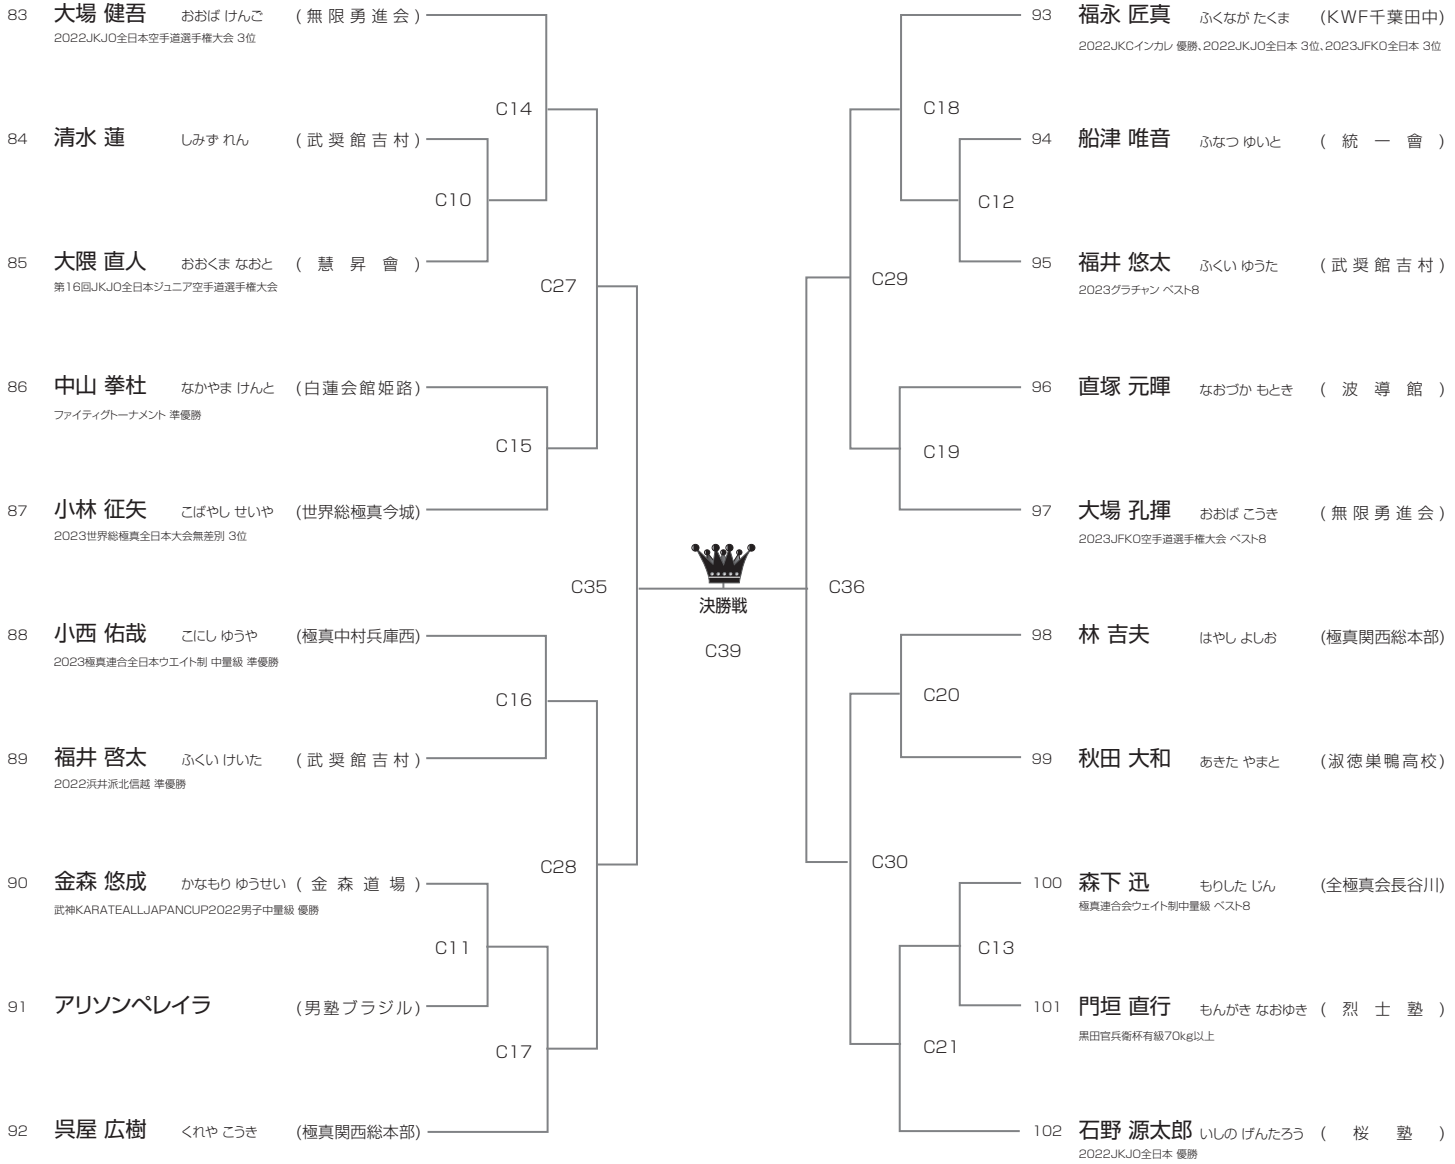 83 大場 健吾 おおば けんご (無限勇進会)
2022JKJO全日本空手道選手権大会 3位
C14
84 清水 蓮 しみず れん (武奨館吉村)
C10
85 大隈 直人 おおくま なおと (慧昇會)
第16回JKJO全日本ジュニア空手道選手権大会
C27
86 中山 拳杜 なかやま けんと (白蓮会館姫路)
ファイティグトーナメント 準優勝
C15
87 小林 征矢 こばやし せいや (世界総極真今城)
2023世界総極真全日本大会無差別 3位
C35
88 小西 佑哉 こにし ゆうや (極真中村兵庫西)
2023極真連合全日本ウエイト制 中量級 準優勝
C16
89 福井 啓太 ふくい けいた (武奨館吉村)
2022浜井派北信越 準優勝
C28
90 金森 悠成 かなもり ゆうせい (金森道場)
武神KARATEALLJAPANCUP2022男子中量級 優勝
C11
91 アリソンペレイラ (男塾ブラジル)
C17
92 呉屋 広樹 くれや こうき (極真関西総本部)
決勝戦
C39
93 福永 匠真 ふくなが たくま (KWF千葉田中)
2022JKCインカレ 優勝、2022JKJO全日本 3位、2023JFKO全日本 3位
C18
94 船津 唯音 ふなつ ゆいと (統一會)
C12
95 福井 悠太 ふくい ゆうた (武奨館吉村)
2023グラチャン ベスト8
C29
96 直塚 元暉 なおづか もとき (波導館)
C19
97 大場 孔揮 おおば こうき (無限勇進会)
2023JFKO空手道選手権大会 ベスト8
C36
98 林 吉夫 はやし よしお (極真関西総本部)
C20
99 秋田 大和 あきた やまと (淑徳巣鴨高校)
C30
100 森下 迅 もりした じん (全極真会長谷川)
極真連合会ウェイト制中量級 ベスト8
C13
101 門垣 直行 もんがき なおゆき (烈士塾)
黒田官兵衛杯有級70kg以上
C21
102 石野 源太郎 いしの げんたろう (桜塾)
2022JKJO全日本 優勝